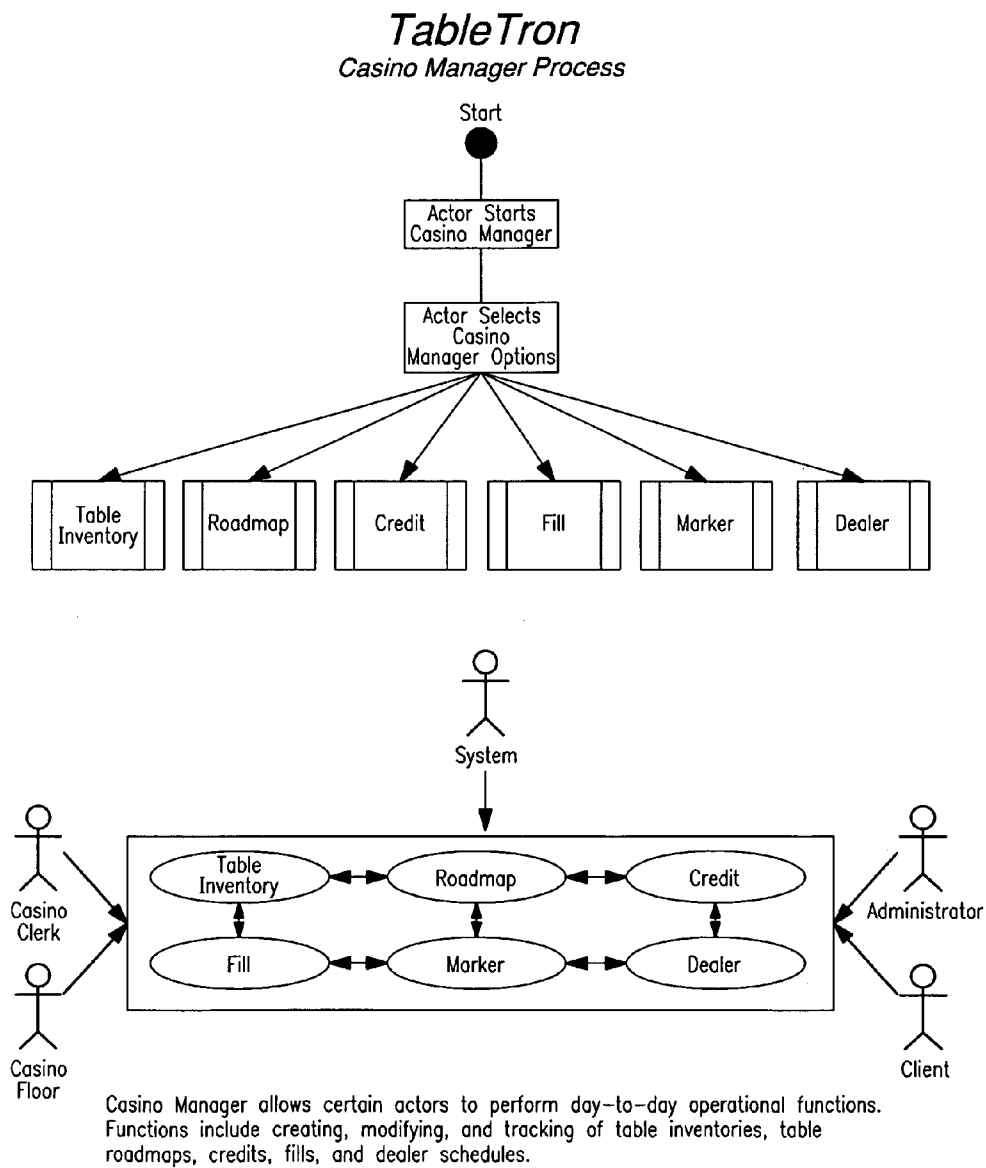 TableTron
Casino Manager Process
Start
Actor Starts
Casino Manager
Actor Selects
Casino
Manager Options
Table
Inventory
Roadmap
Credit
Fill
Marker
Dealer
System
Casino
Clerk
Casino
Floor
Table
Inventory
Roadmap
Credit
Fill
Marker
Dealer
Administrator
Client
Casino Manager allows certain actors to perform day-to-day operational functions.
Functions include creating, modifying, and tracking of table inventories, table
roadmaps, credits, fills, and dealer schedules.